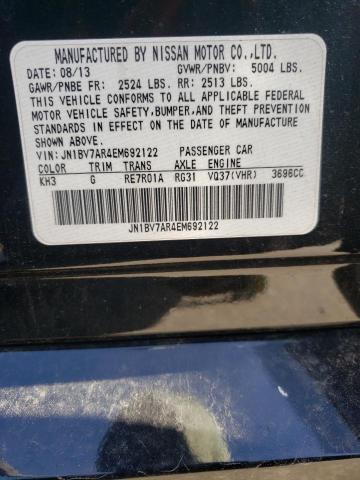 MANUFACTURED BY NISSAN MOTOR CO., LTD.
DATE: 08/13 GVWR/PNBV: 5004 LBS.
GAWR/PNBE FR: 2524 LBS. RR: 2513 LBS.
THIS VEHICLE CONFORMS TO ALL APPLICABLE FEDERAL
MOTOR VEHICLE SAFETY, BUMPER, AND THEFT PREVENTION
STANDARDS IN EFFECT ON THE DATE OF MANUFACTURE
SHOWN ABOVE.
VIN: JN1BV7AR4EM692122 PASSENGER CAR
COLOR TRIM TRANS AXLE ENGINE
KH3 G RE7R01A RG31 VQ37(VHR) 3696CC
JN1BV7AR4EM692122